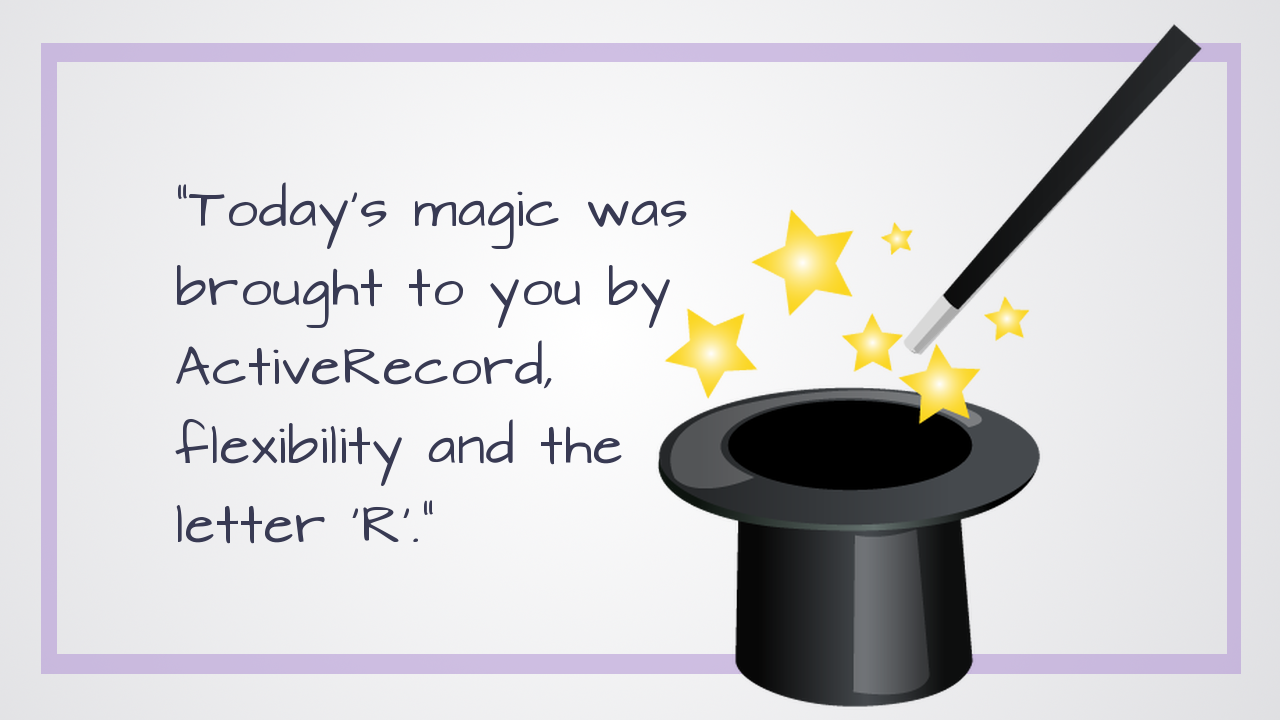 "Today's magic was
brought to you by
ActiveRecord,
flexibility and the
letter 'R'."